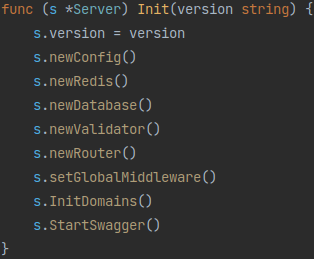 func (s *Server) Init(version string) {
    s.version = version
    s.newConfig()
    s.newRedis()
    s.newDatabase()
    s.newValidator()
    s.newRouter()
    s.setGlobalMiddleware()
    s.InitDomains()
    s.StartSwagger()
}